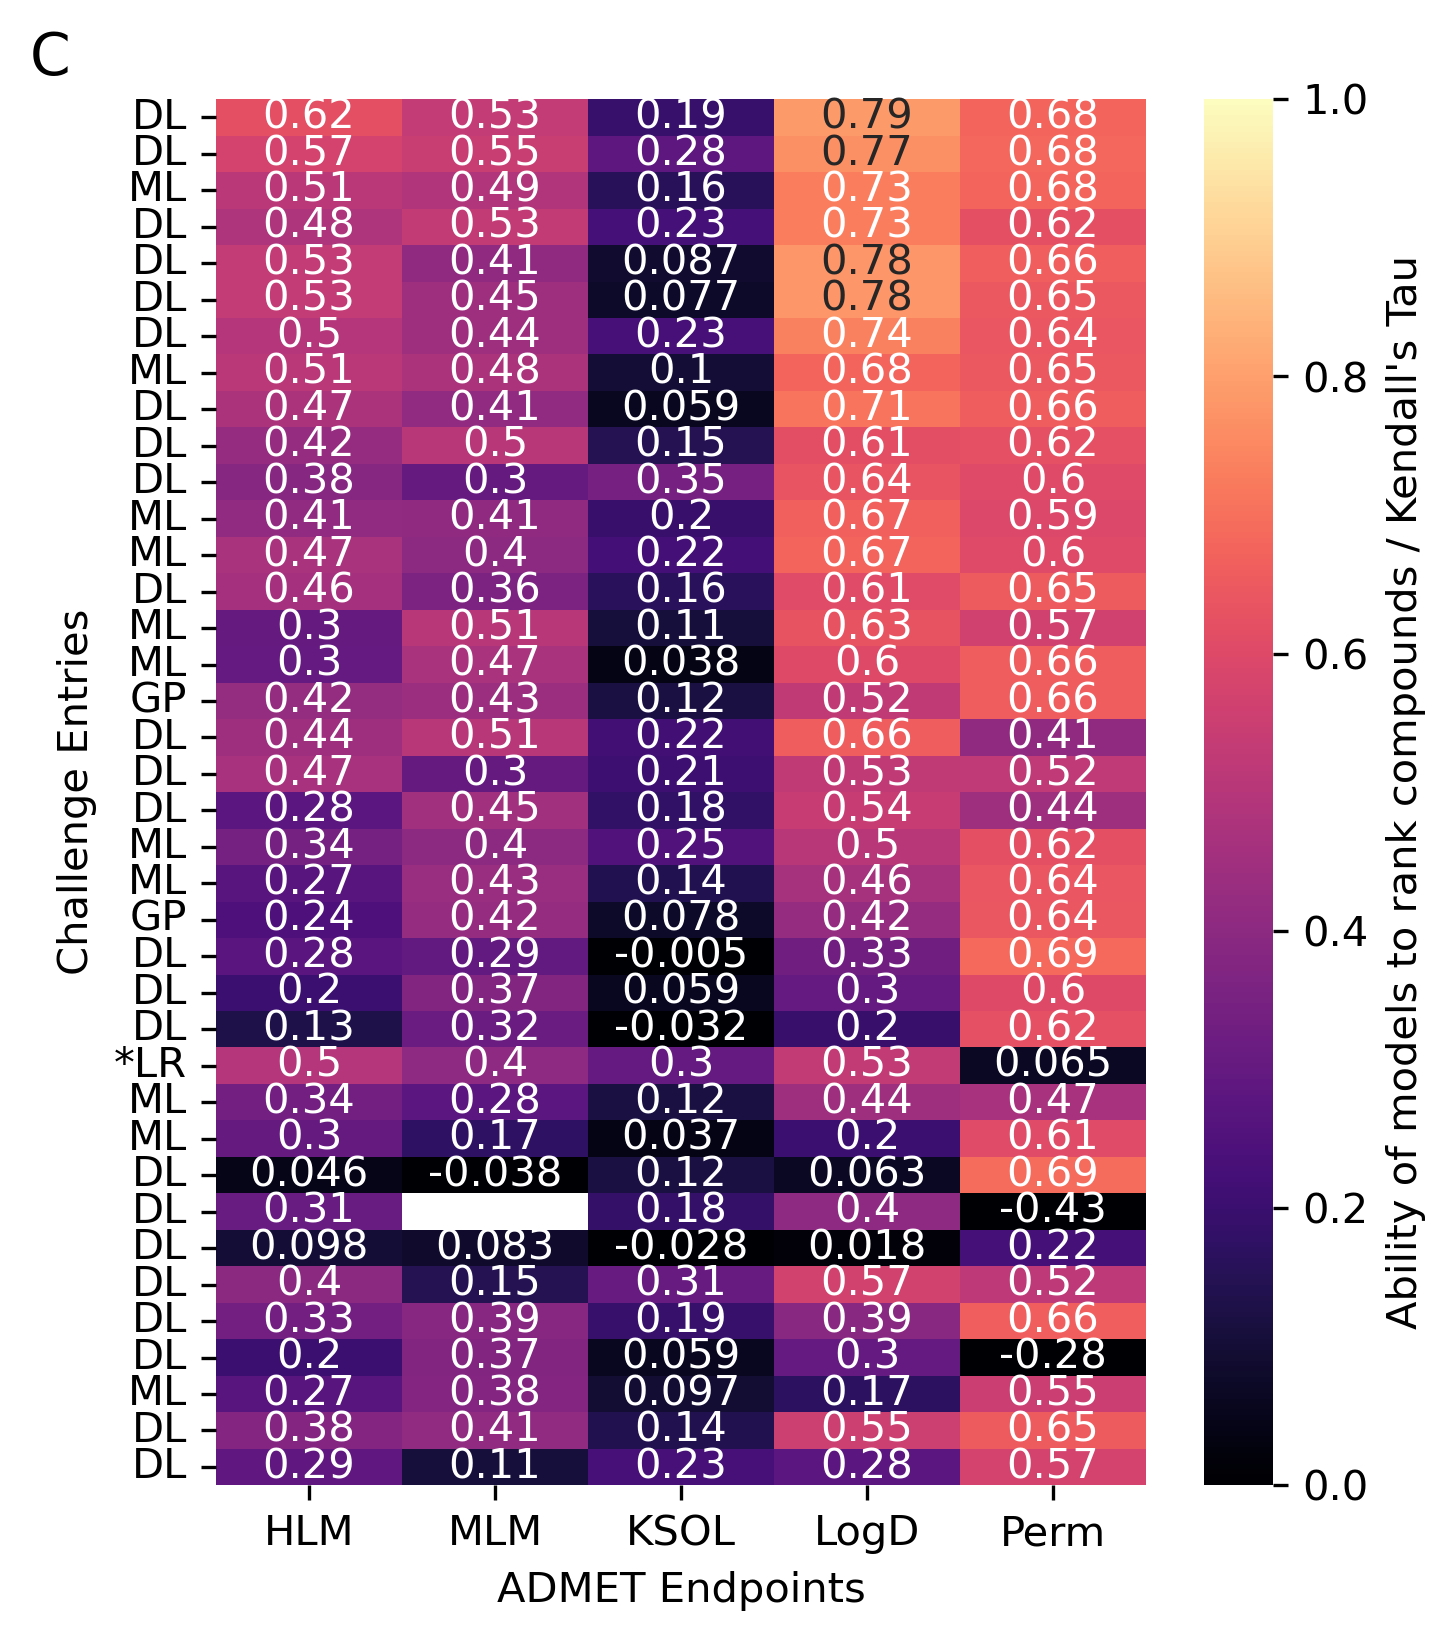 C
DL 0.62 0.53 0.19 0.79 0.68
DL 0.57 0.55 0.28 0.77 0.68
ML 0.51 0.49 0.16 0.73 0.68
DL 0.48 0.53 0.23 0.73 0.62
DL 0.53 0.41 0.087 0.78 0.66
DL 0.53 0.45 0.077 0.78 0.65
DL 0.5 0.44 0.23 0.74 0.64
ML 0.51 0.48 0.1 0.68 0.65
DL 0.47 0.41 0.059 0.71 0.66
DL 0.42 0.5 0.15 0.61 0.62
DL 0.38 0.3 0.35 0.64 0.6
ML 0.41 0.41 0.2 0.67 0.59
ML 0.47 0.4 0.22 0.67 0.6
DL 0.46 0.36 0.16 0.61 0.65
ML 0.3 0.51 0.11 0.63 0.57
ML 0.3 0.47 0.038 0.6 0.66
GP 0.42 0.43 0.12 0.52 0.66
DL 0.44 0.51 0.22 0.66 0.41
DL 0.47 0.3 0.21 0.53 0.52
DL 0.28 0.45 0.18 0.54 0.44
ML 0.34 0.4 0.25 0.5 0.62
ML 0.27 0.43 0.14 0.46 0.64
GP 0.24 0.42 0.078 0.42 0.64
DL 0.28 0.29 -0.005 0.33 0.69
DL 0.2 0.37 0.059 0.3 0.6
DL 0.13 0.32 -0.032 0.2 0.62
*LR 0.5 0.4 0.3 0.53 0.065
ML 0.34 0.28 0.12 0.44 0.47
ML 0.3 0.17 0.037 0.2 0.61
DL 0.046 -0.038 0.12 0.063 0.69
DL 0.31 0.18 0.4 -0.43
DL 0.098 0.083 -0.028 0.018 0.22
DL 0.4 0.15 0.31 0.57 0.52
DL 0.33 0.39 0.19 0.39 0.66
DL 0.2 0.37 0.059 0.3 -0.28
ML 0.27 0.38 0.097 0.17 0.55
DL 0.38 0.41 0.14 0.55 0.65
DL 0.29 0.11 0.23 0.28 0.57
HLM MLM KSOL LogD Perm
ADMET Endpoints
Challenge Entries
1.0
0.8
0.6
0.4
0.2
0.0
Ability of models to rank compounds / Kendall's Tau